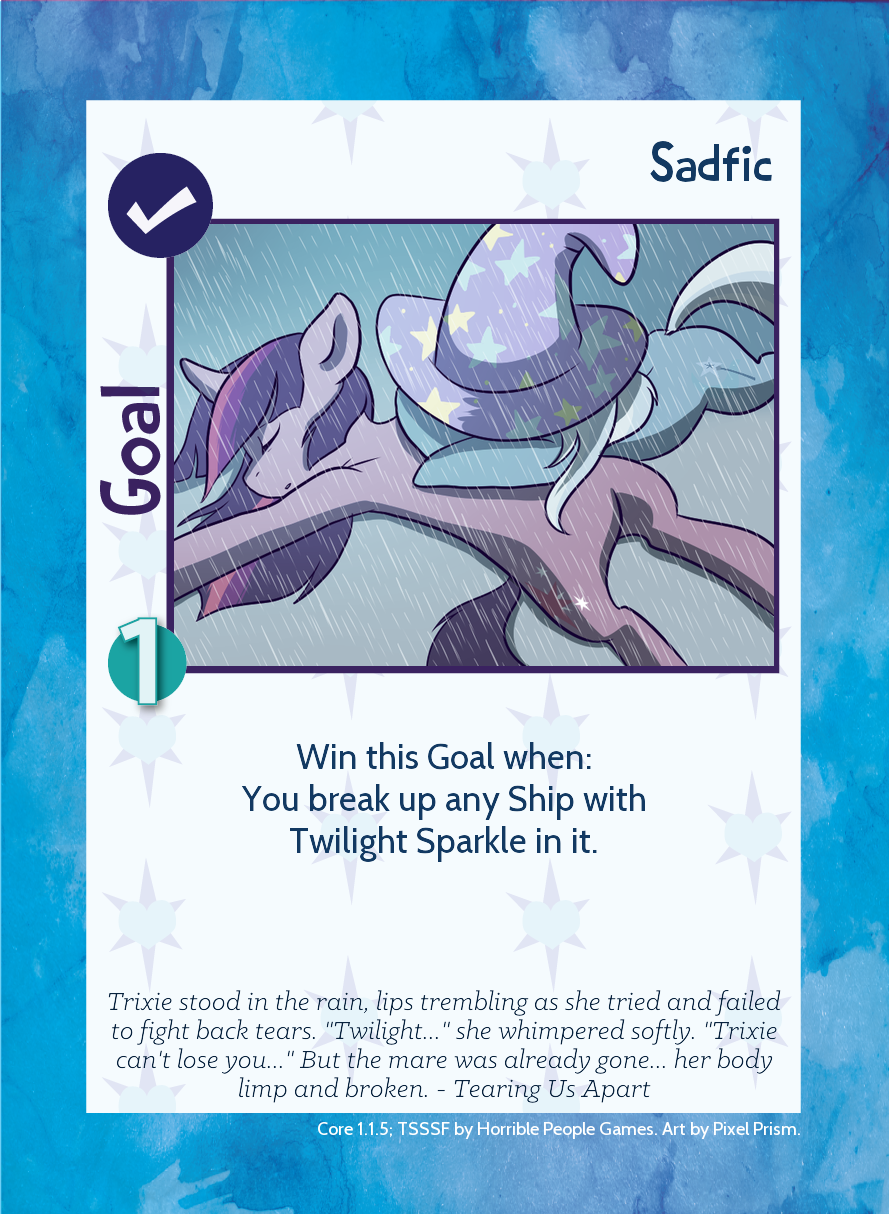 Sadfic
Goal
1
Win this Goal when:
You break up any Ship with
Twilight Sparkle in it.
Trixie stood in the rain, lips trembling as she tried and failed
to fight back tears. "Twilight..." she whimpered softly. "Trixie
can't lose you..." But the mare was already gone... her body
limp and broken. - Tearing Us Apart
Core 1.1.5; TSSSF by Horrible People Games. Art by Pixel Prism.